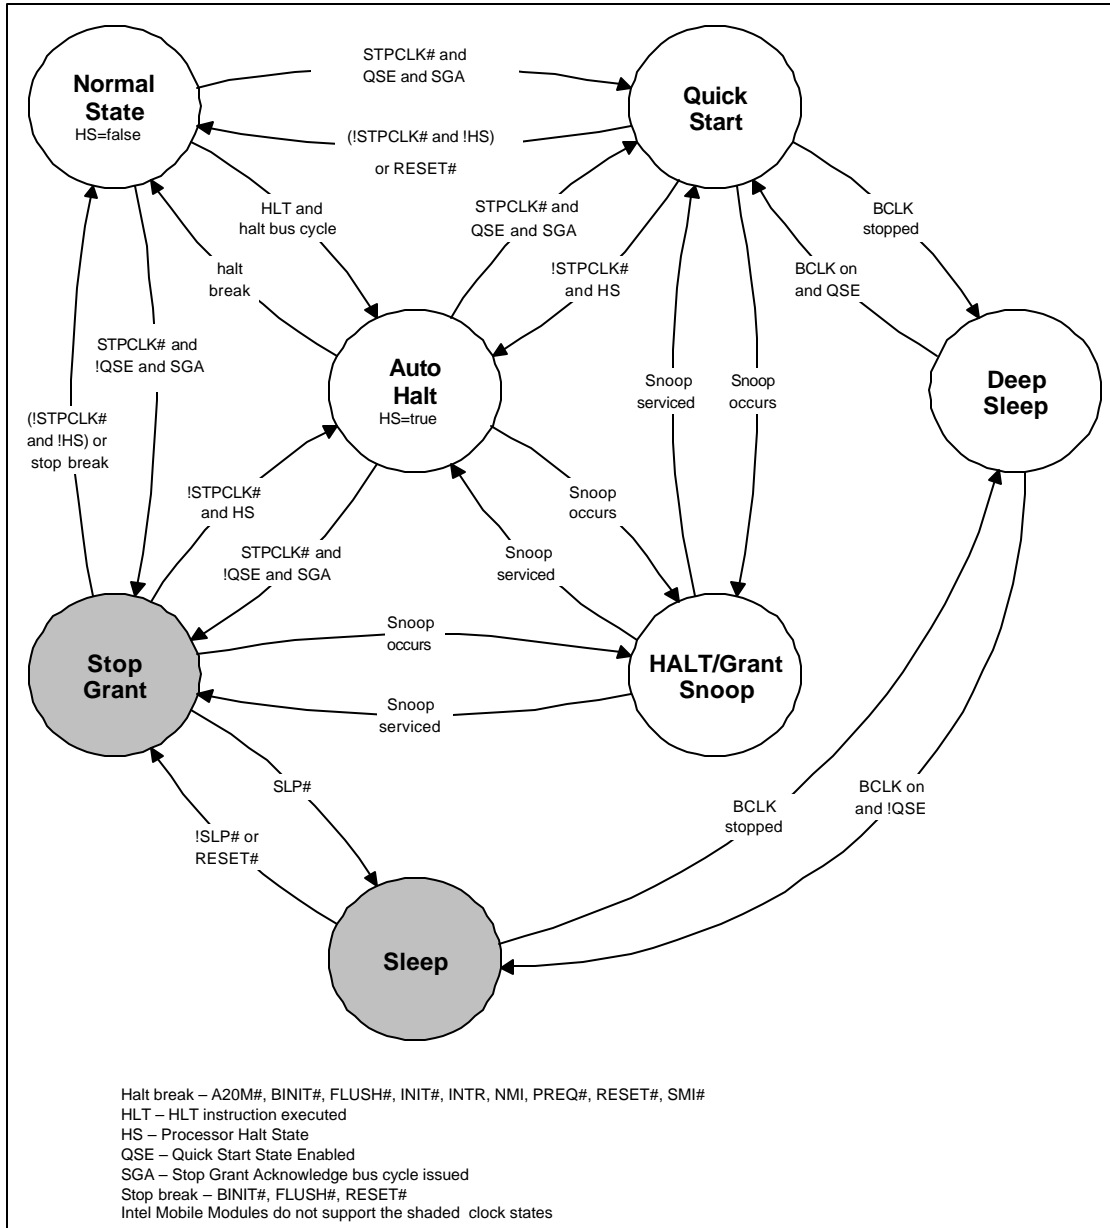 Normal
State
HS=false
STPCLK# and
QSE and SGA
Quick
Start
(!STPCLK# and !HS)
or RESET#
HLT and
halt bus cycle
STPCLK# and
QSE and SGA
BCLK
stopped
halt
break
!STPCLK#
and HS
BCLK on
and QSE
STPCLK# and
!QSE and SGA
Auto
Halt
HS=true
Snoop
serviced
Snoop
occurs
Deep
Sleep
(!STPCLK#
and !HS) or
stop break
!STPCLK#
and HS
Snoop
occurs
STPCLK# and
!QSE and SGA
Snoop
serviced
Stop
Grant
Snoop
occurs
HALT/Grant
Snoop
Snoop
serviced
SLP#
BCLK
stopped
BCLK on
and !QSE
!SLP# or
RESET#
Sleep
Halt break – A20M#, BINIT#, FLUSH#, INIT#, INTR, NMI, PREQ#, RESET#, SMI#
HLT – HLT instruction executed
HS – Processor Halt State
QSE – Quick Start State Enabled
SGA – Stop Grant Acknowledge bus cycle issued
Stop break – BINIT#, FLUSH#, RESET#
Intel Mobile Modules do not support the shaded clock states